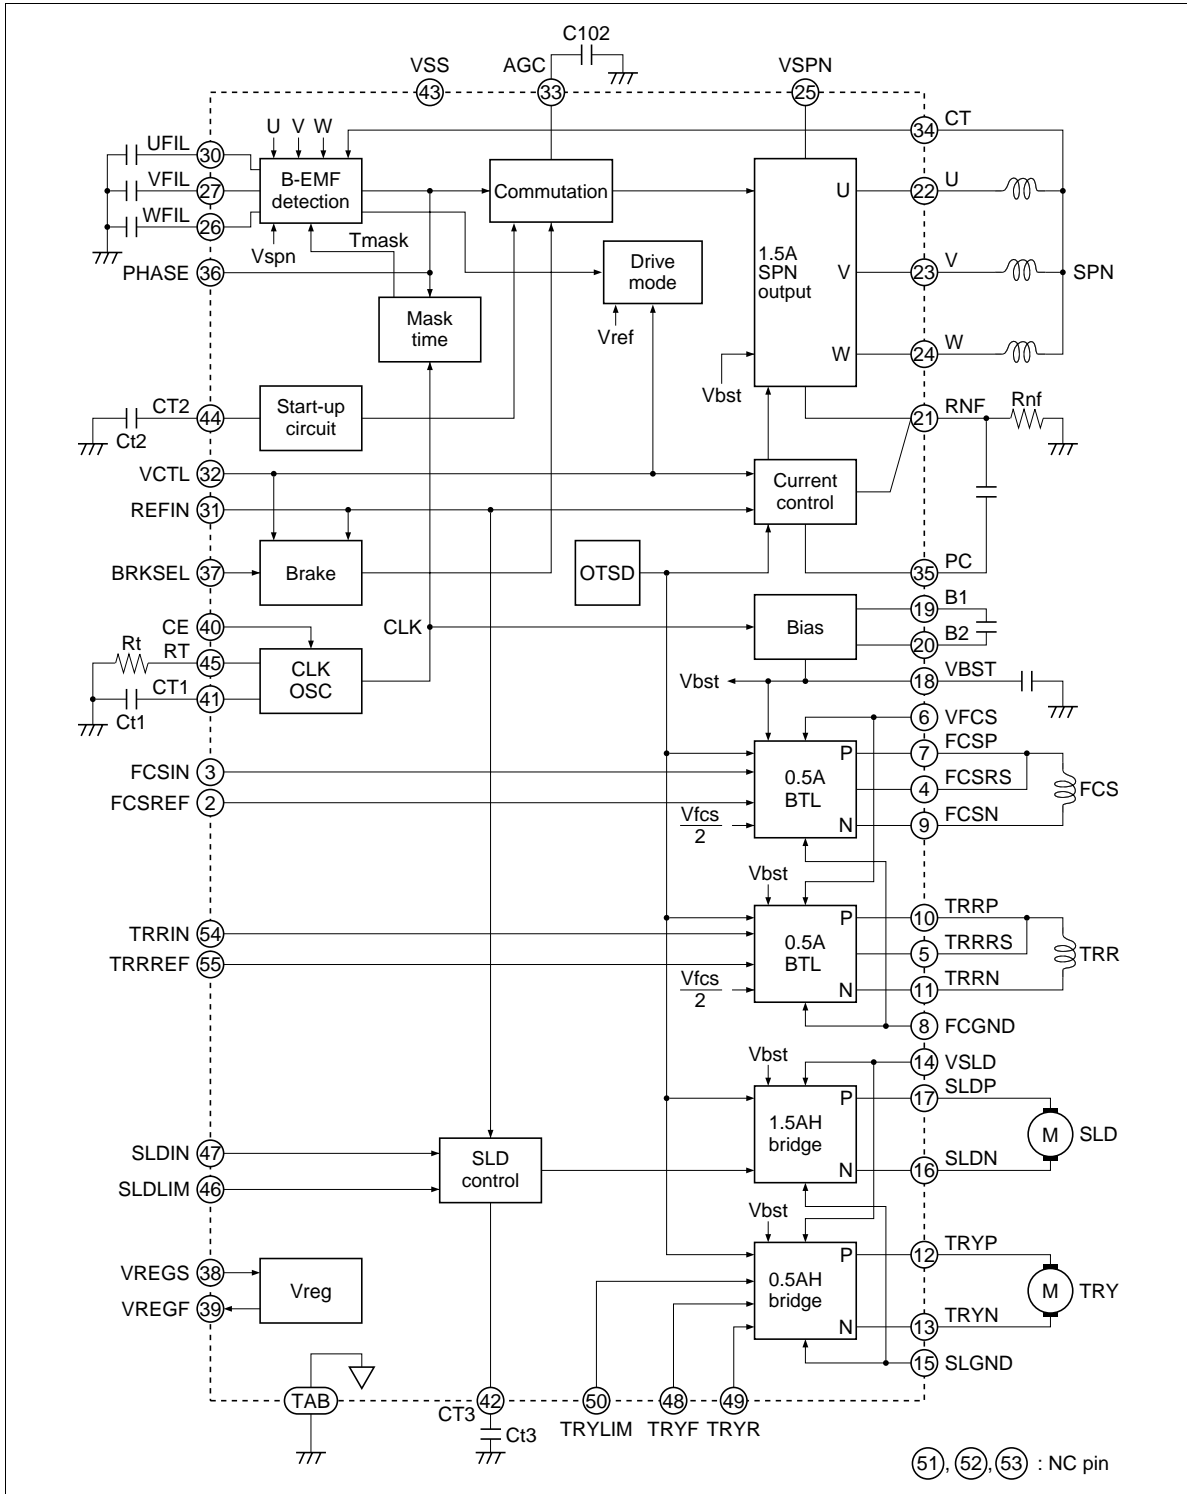 C102
VSS
AGC
VSPN
43
33
25
CT
34
U V W
UFIL
30
VFIL
27
WFIL
26
B-EMF
detection
Commutation
1.5A
SPN
output
U
V
W
22
U
23
V
24
W
SPN
Vspn
Tmask
PHASE
36
Mask
time
Drive
mode
Vref
Vbst
CT2
44
Ct2
Start-up
circuit
RNF
21
Rnf
VCTL
32
REFIN
31
Current
control
BRKSEL
37
Brake
OTSD
PC
35
CE
40
CLK
Bias
B1
19
B2
20
Rt
RT
45
CT1
41
Ct1
CLK
OSC
Vbst
VBST
18
VFCS
6
FCSIN
3
FCSREF
2
0.5A
BTL
P
N
Vfcs
2
FCSP
7
FCSRS
4
FCSN
9
FCS
Vbst
TRRIN
54
TRRREF
55
0.5A
BTL
P
N
Vfcs
2
TRRP
10
TRRRS
5
TRRN
11
TRR
FCGND
8
Vbst
VSLD
14
SLDIN
47
SLDLIM
46
SLD
control
1.5AH
bridge
P
N
SLDP
17
SLDN
16
M
SLD
Vbst
VREGS
38
VREGF
39
Vreg
0.5AH
bridge
P
N
TRYP
12
TRYN
13
M
TRY
SLGND
15
TAB
CT3
42
Ct3
50
TRYLIM
48
TRYF
49
TRYR
51, 52, 53 : NC pin